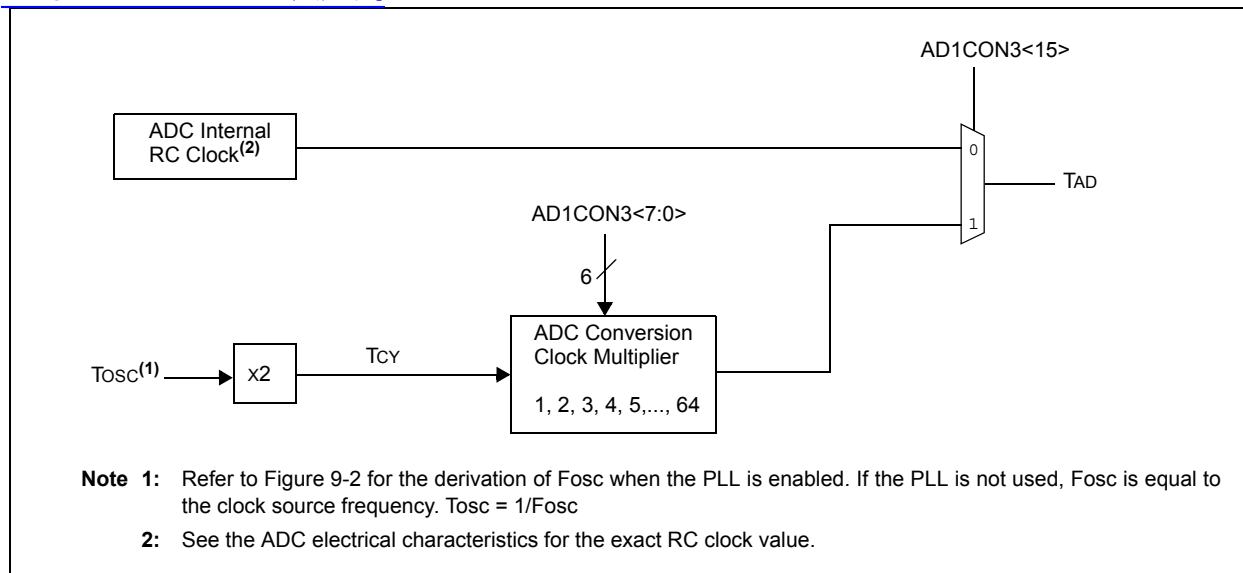 AD1CON3<15>
ADC Internal
RC Clock(2)
0
TAD
AD1CON3<7:0>
1
6
ADC Conversion
Clock Multiplier
TOSC(1)
X2
TCY
1, 2, 3, 4, 5,..., 64
Note 1: Refer to Figure 9-2 for the derivation of Fosc when the PLL is enabled. If the PLL is not used, Fosc is equal to
the clock source frequency. Tosc = 1/Fosc
2: See the ADC electrical characteristics for the exact RC clock value.